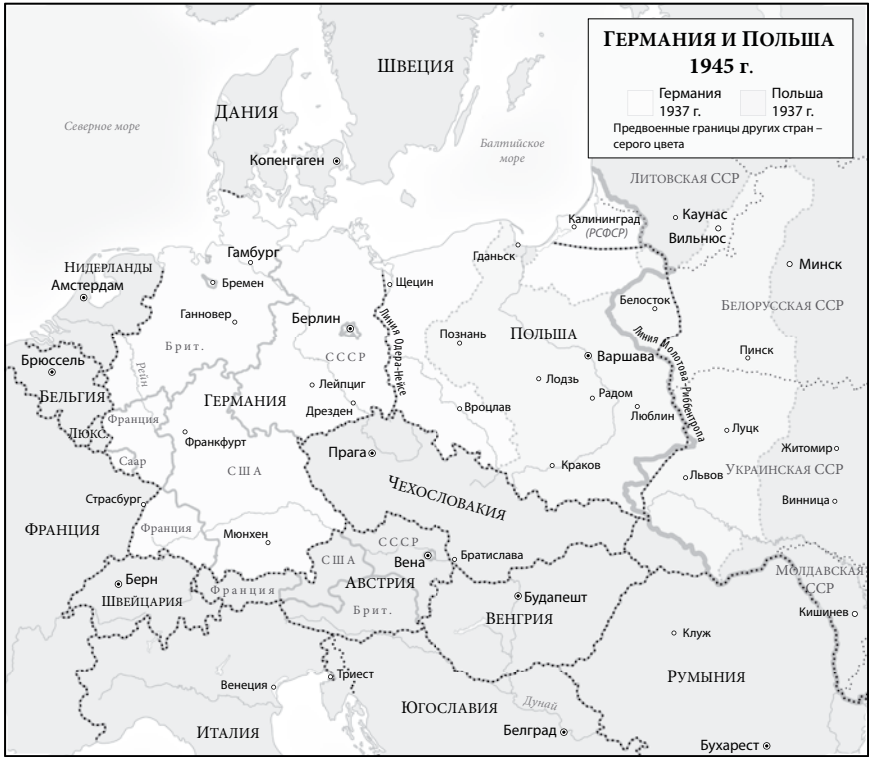 ГЕРМАНИЯ И ПОЛЬША
1945 г.
Германия
1937 г.
Польша
1937 г.
Предвоенные границы других стран –
серого цвета
ШВЕЦИЯ
ДАНИЯ
Северное море
Копенгаген
Балтийское
море
ЛИТОВСКАЯ ССР
Каунас
Вильнюс
Калининград
(РСФСР)
Гданьск
Минск
НИДЕРЛАНДЫ
Амстердам
Гамбург
Бремен
Щецин
Ганновер
Берлин
Линия Одера-Нейсе
Белосток
БЕЛОРУССКАЯ ССР
Брит.
СССР
Познань
ПОЛЬША
Варшава
Линия Молотова-Риббентропа
Пинск
Брюссель
БЕЛЬГИЯ
Рейн
ГЕРМАНИЯ
Лейпциг
Дрезден
Лодзь
Радом
Вроцлав
Люблин
Луцк
ЛЮКС.
Франция
Франкфурт
Саар
США
Прага
Краков
Львов
Житомир
УКРАИНСКАЯ ССР
ЧЕХОСЛОВАКИЯ
Винница
Страсбург
ФРАНЦИЯ
Франция
Мюнхен
СССР
США
Вена
Братислава
МОЛДАВСКАЯ
ССР
Берн
ШВЕЙЦАРИЯ
Франция
АВСТРИЯ
Брит.
Будапешт
ВЕНГРИЯ
Кишинев
Клуж
Триест
Венеция
РУМЫНИЯ
ЮГОСЛАВИЯ
Дунай
ИТАЛИЯ
Белград
Бухарест